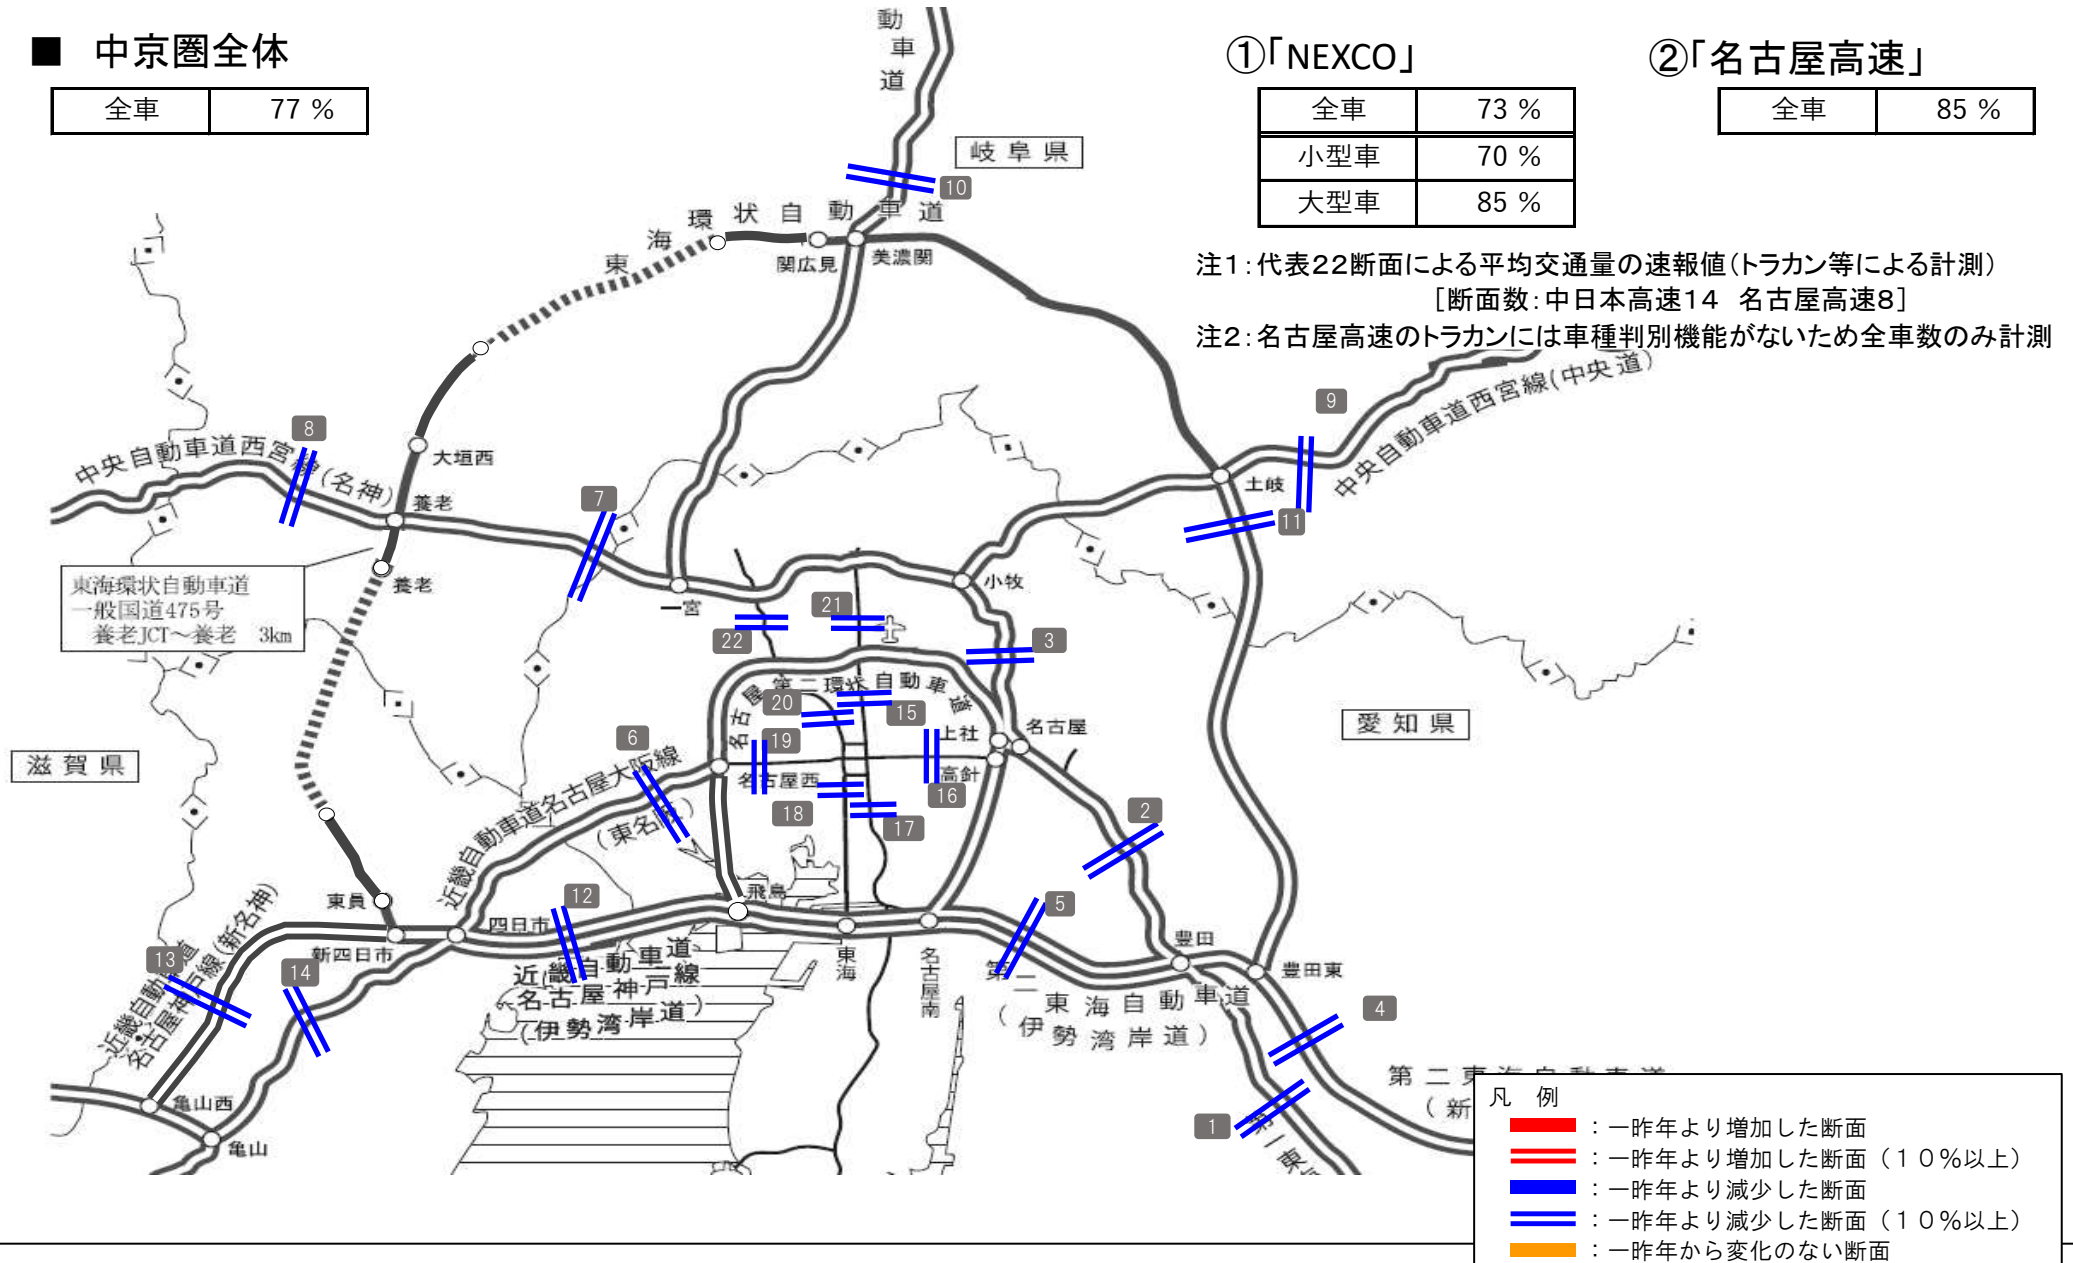 ■ 中京圏全体
全車 77 %
①「NEXCO」
全車 73 %
小型車 70 %
大型車 85 %
②「名古屋高速」
全車 85 %
注1:代表22断面による平均交通量の速報値(トラカン等による計測)
[断面数:中日本高速14 名古屋高速8]
注2:名古屋高速のトラカンには車種判別機能がないため全車数のみ計測
動車道
岐阜県
10
東海環状自動車道
関広見
美濃関
9
中央自動車道西宮線(中央道)
8
中央自動車道西宮線(名神)
大垣西
養老
7
土岐
11
東海環状自動車道
一般国道475号
養老JCT～養老 3km
養老
一宮
小牧
21
22
3
名古屋第二環状自動車道
20
15
上社
名古屋
愛知県
滋賀県
6
19
名古屋西
高針
16
18
17
2
近畿自動車道名古屋大阪線
(東名阪)
飛島
東員
12
四日市
5
新四日市
13
14
近畿自動車道
名古屋神戸線(新名神)
近畿自動車道
名古屋神戸線
(伊勢湾岸道)
東海
名古屋南
豊田
豊田東
第二東海自動車道
(伊勢湾岸道)
4
亀山西
亀山
1
第一東
第二東海自動車道
(新
凡 例
:一昨年より増加した断面
:一昨年より増加した断面(10%以上)
:一昨年より減少した断面
:一昨年より減少した断面(10%以上)
:一昨年から変化のない断面